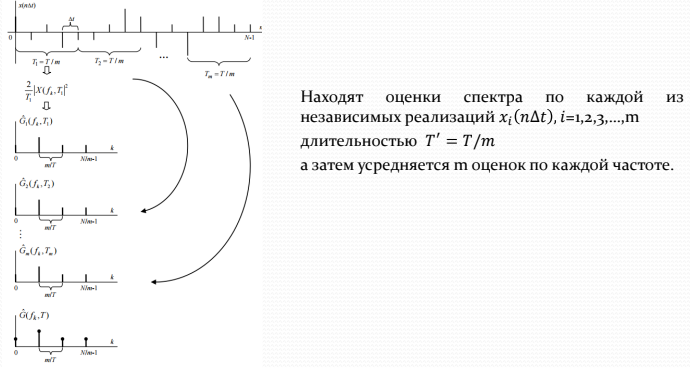 x(nΔt)
Δt
k
0
N-1
T₁ = T / m
T₂ = T / m
...
Tₘ = T / m
2/T₁ |X(fₖ,T₁)|²
Ĝ₁(fₖ,T₁)
k
0
m/T
N/m-1
Ĝ₂(fₖ,T₂)
k
0
m/T
N/m-1
⋮
Ĝₘ(fₖ,Tₘ)
k
0
m/T
N/m-1
Ĝ(fₖ,T)
k
0
m/T
N/m-1
Находят оценки спектра по каждой из
независимых реализаций xᵢ(nΔt), i=1,2,3,...,m
длительностью T′ = T/m
а затем усредняется m оценок по каждой частоте.